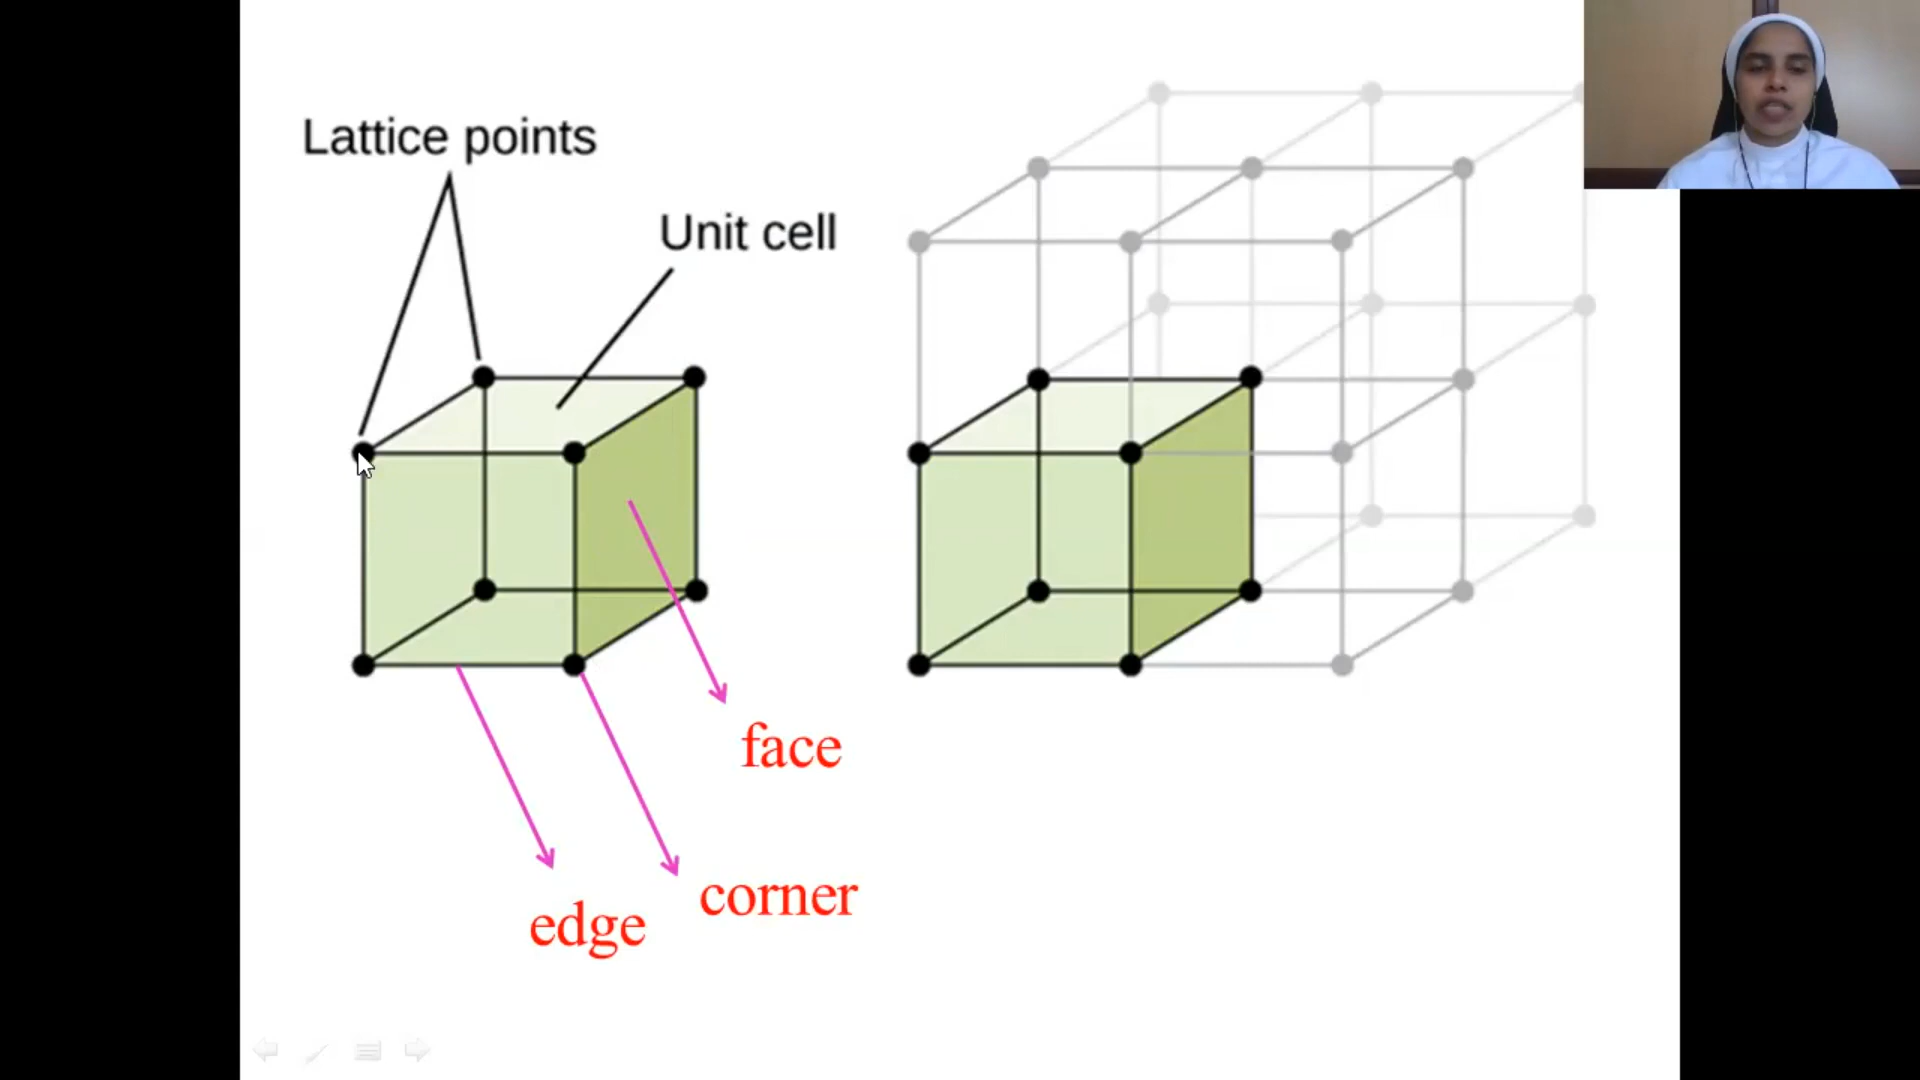 Lattice points
Unit cell
face
corner
edge